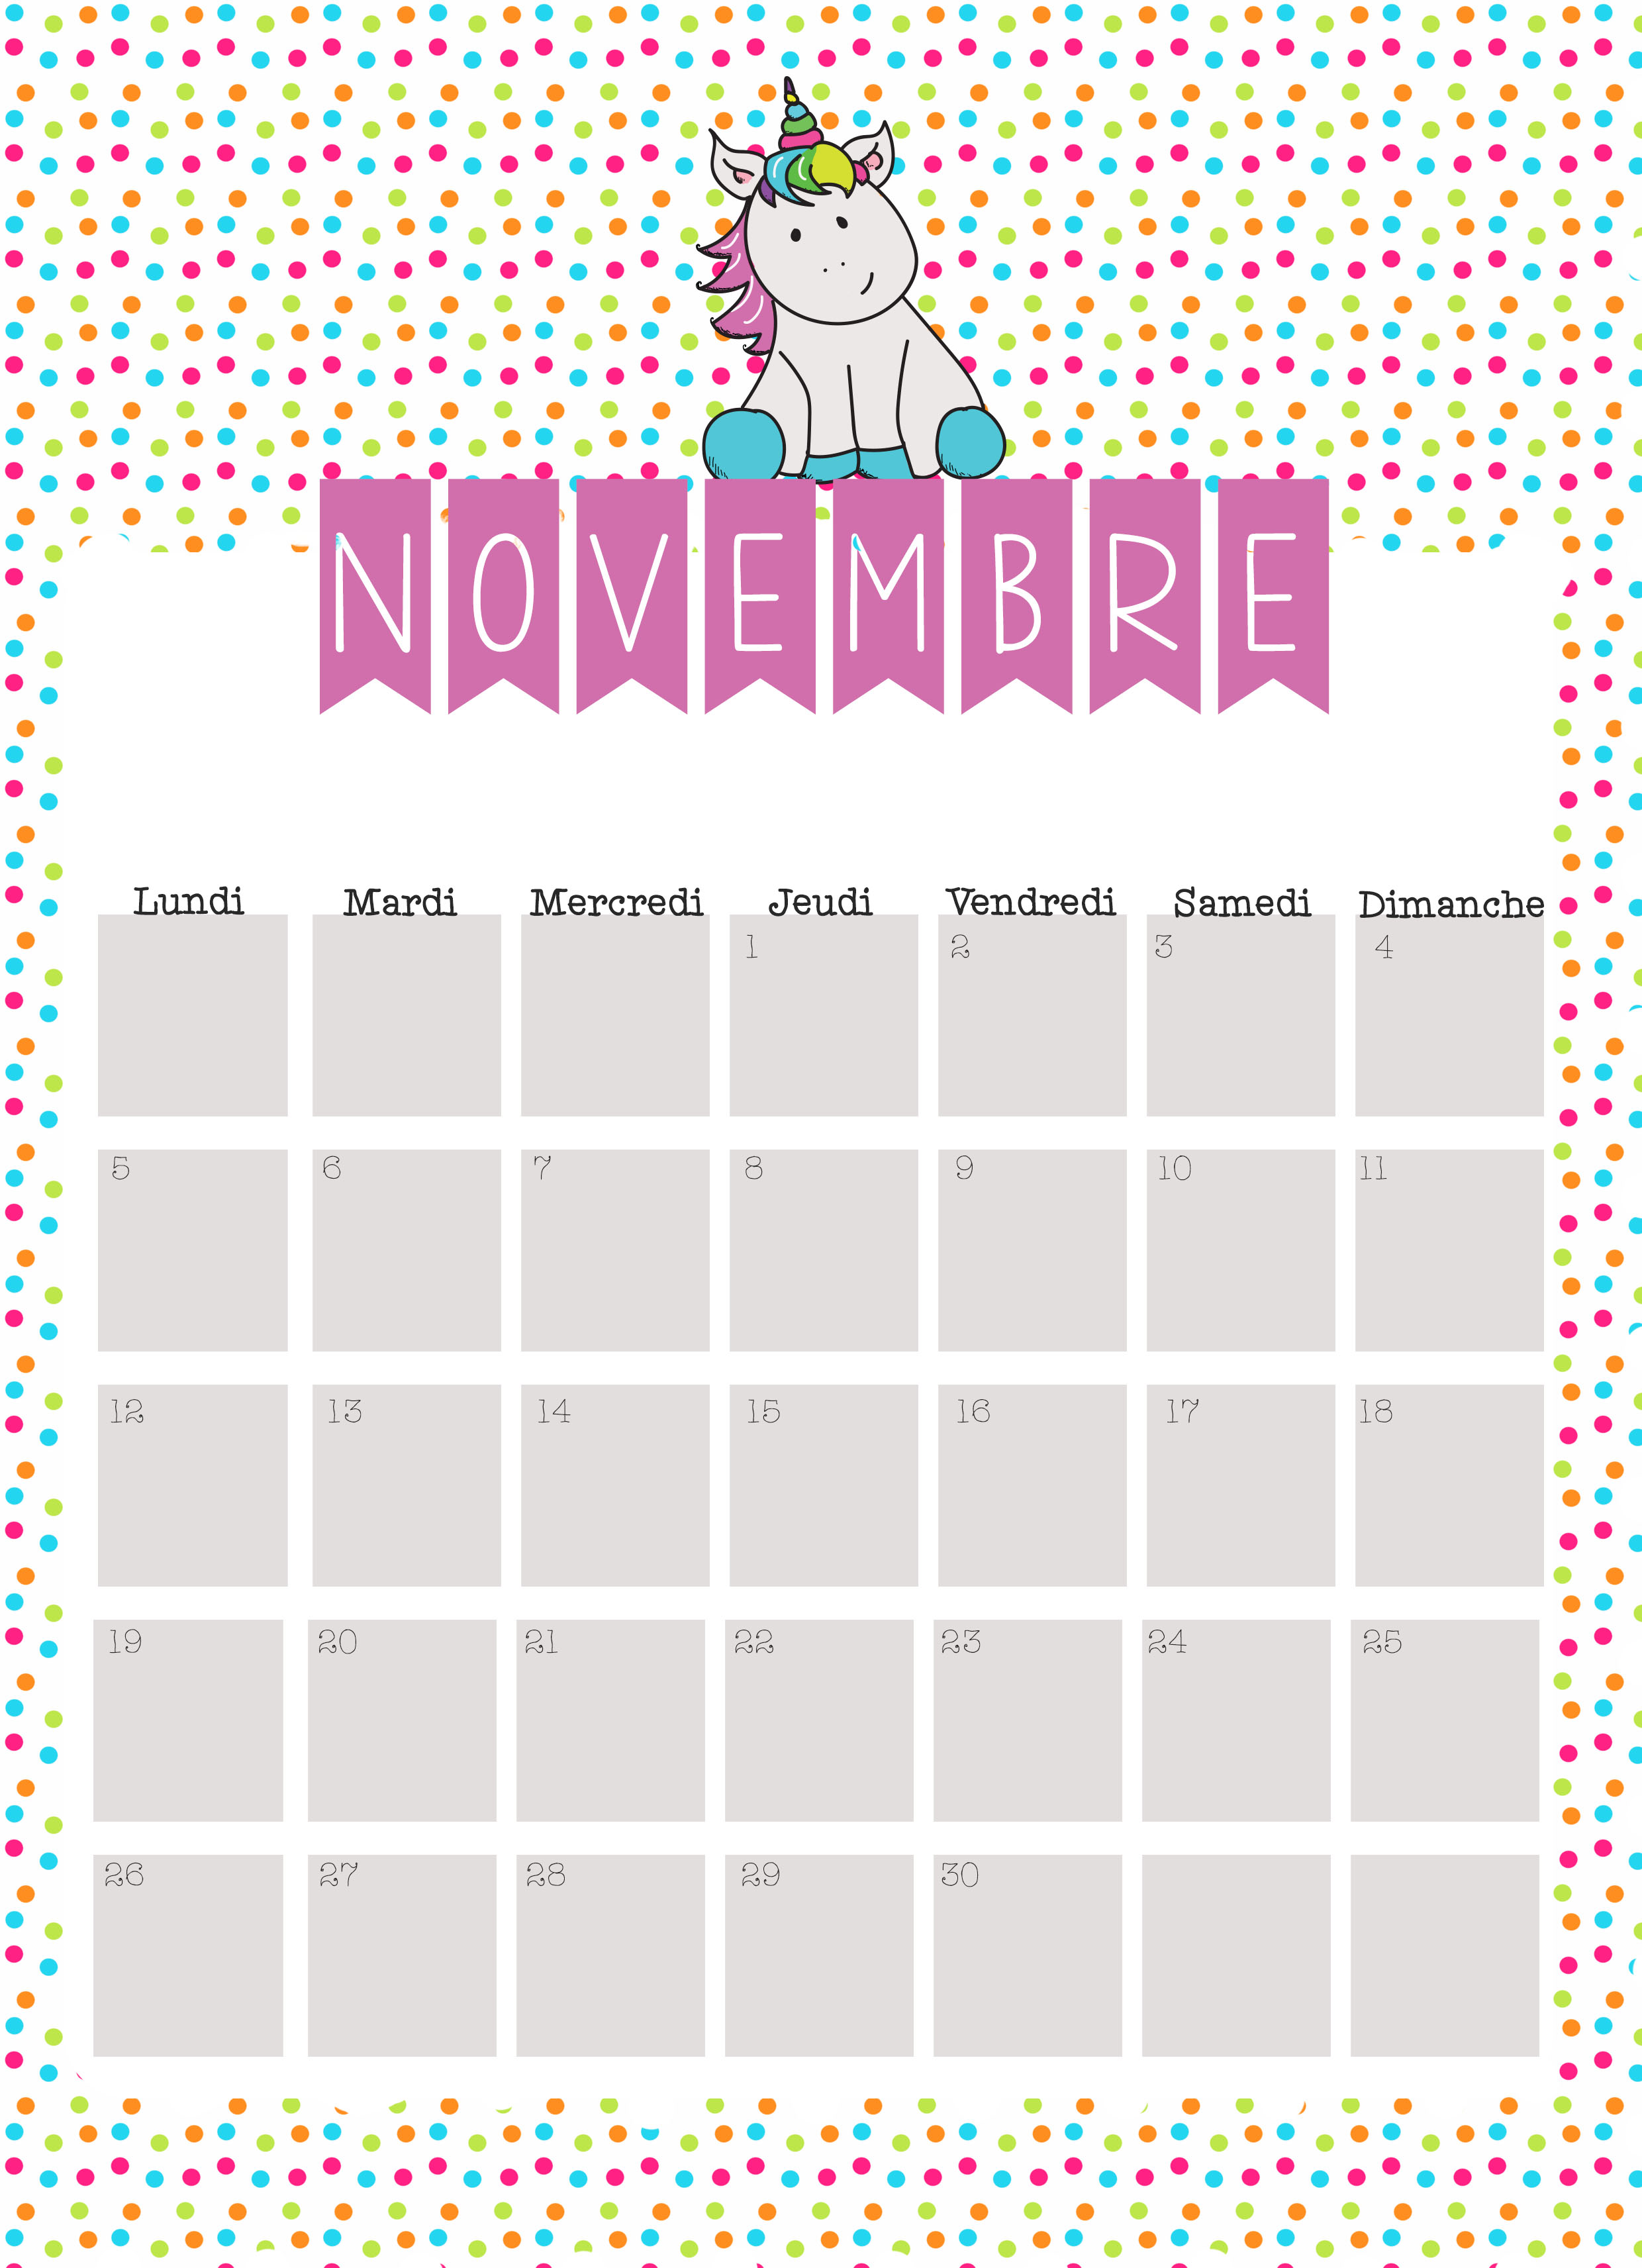 NOVEMBRE
Lundi Mardi Mercredi Jeudi Vendredi Samedi Dimanche
1 2 3 4
5 6 7 8 9 10 11
12 13 14 15 16 17 18
19 20 21 22 23 24 25
26 27 28 29 30